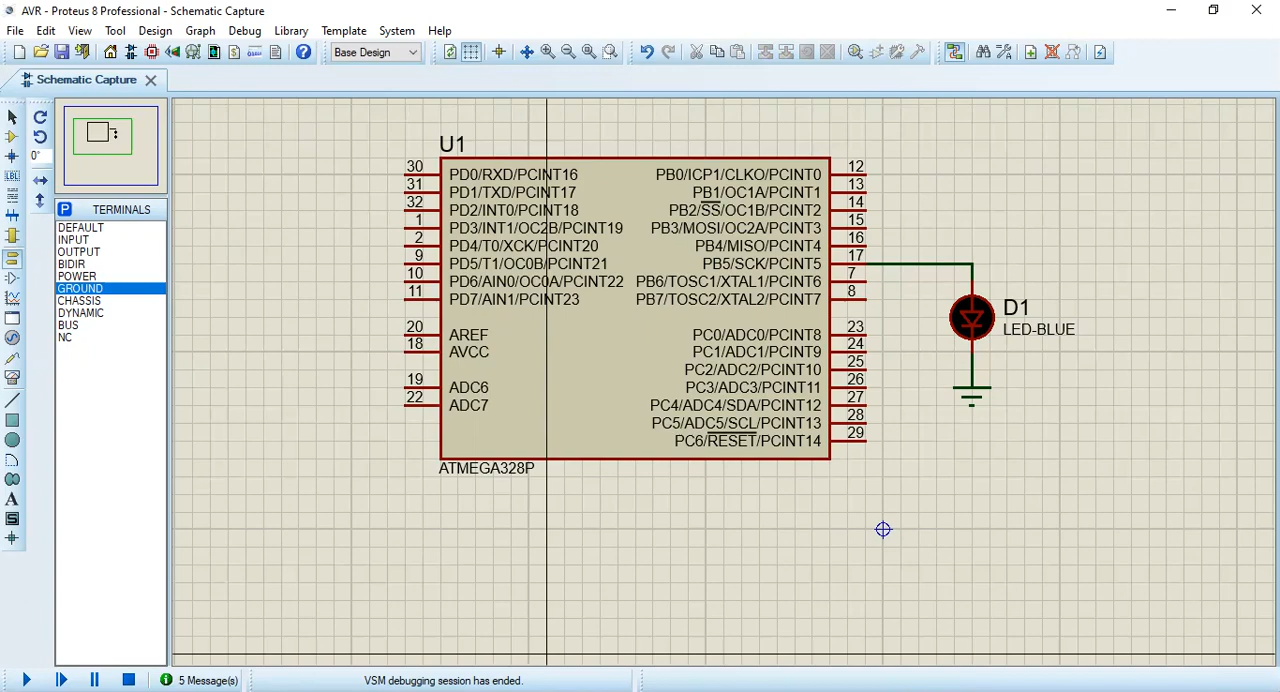 AVR - Proteus 8 Professional - Schematic Capture
File Edit View Tool Design Graph Debug Library Template System Help
Base Design
Schematic Capture
0°
LBL
P TERMINALS
DEFAULT
INPUT
OUTPUT
BIDIR
POWER
GROUND
CHASSIS
DYNAMIC
BUS
NC
U1
30 PD0/RXD/PCINT16 PB0/ICP1/CLKO/PCINT0 12
31 PD1/TXD/PCINT17 PB1/OC1A/PCINT1 13
32 PD2/INT0/PCINT18 PB2/SS/OC1B/PCINT2 14
1 PD3/INT1/OC2B/PCINT19 PB3/MOSI/OC2A/PCINT3 15
2 PD4/T0/XCK/PCINT20 PB4/MISO/PCINT4 16
9 PD5/T1/OC0B/PCINT21 PB5/SCK/PCINT5 17
10 PD6/AIN0/OC0A/PCINT22 PB6/TOSC1/XTAL1/PCINT6 7
11 PD7/AIN1/PCINT23 PB7/TOSC2/XTAL2/PCINT7 8
20 AREF PC0/ADC0/PCINT8 23
18 AVCC PC1/ADC1/PCINT9 24
PC2/ADC2/PCINT10 25
19 ADC6 PC3/ADC3/PCINT11 26
22 ADC7 PC4/ADC4/SDA/PCINT12 27
PC5/ADC5/SCL/PCINT13 28
PC6/RESET/PCINT14 29
ATMEGA328P
D1
LED-BLUE
A
S
5 Message(s) VSM debugging session has ended.